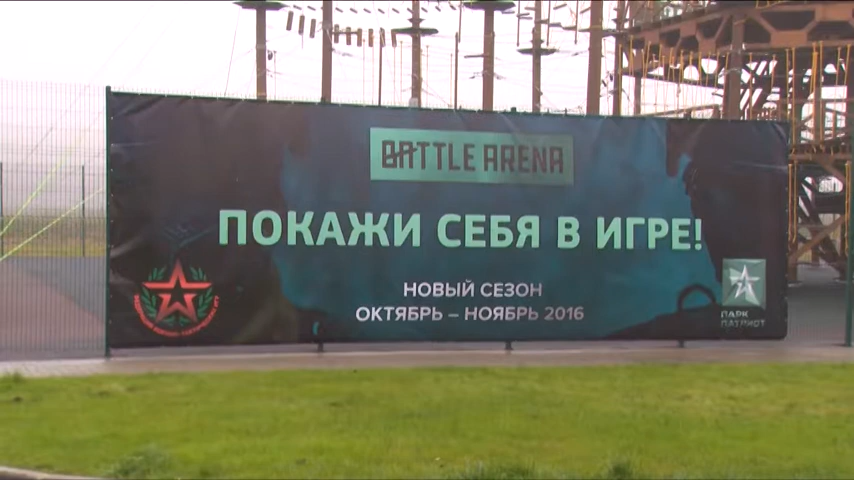 BATTLE ARENA
ПОКАЖИ СЕБЯ В ИГРЕ!
НОВЫЙ СЕЗОН
ОКТЯБРЬ – НОЯБРЬ 2016
ПАРК
ПАТРИОТ